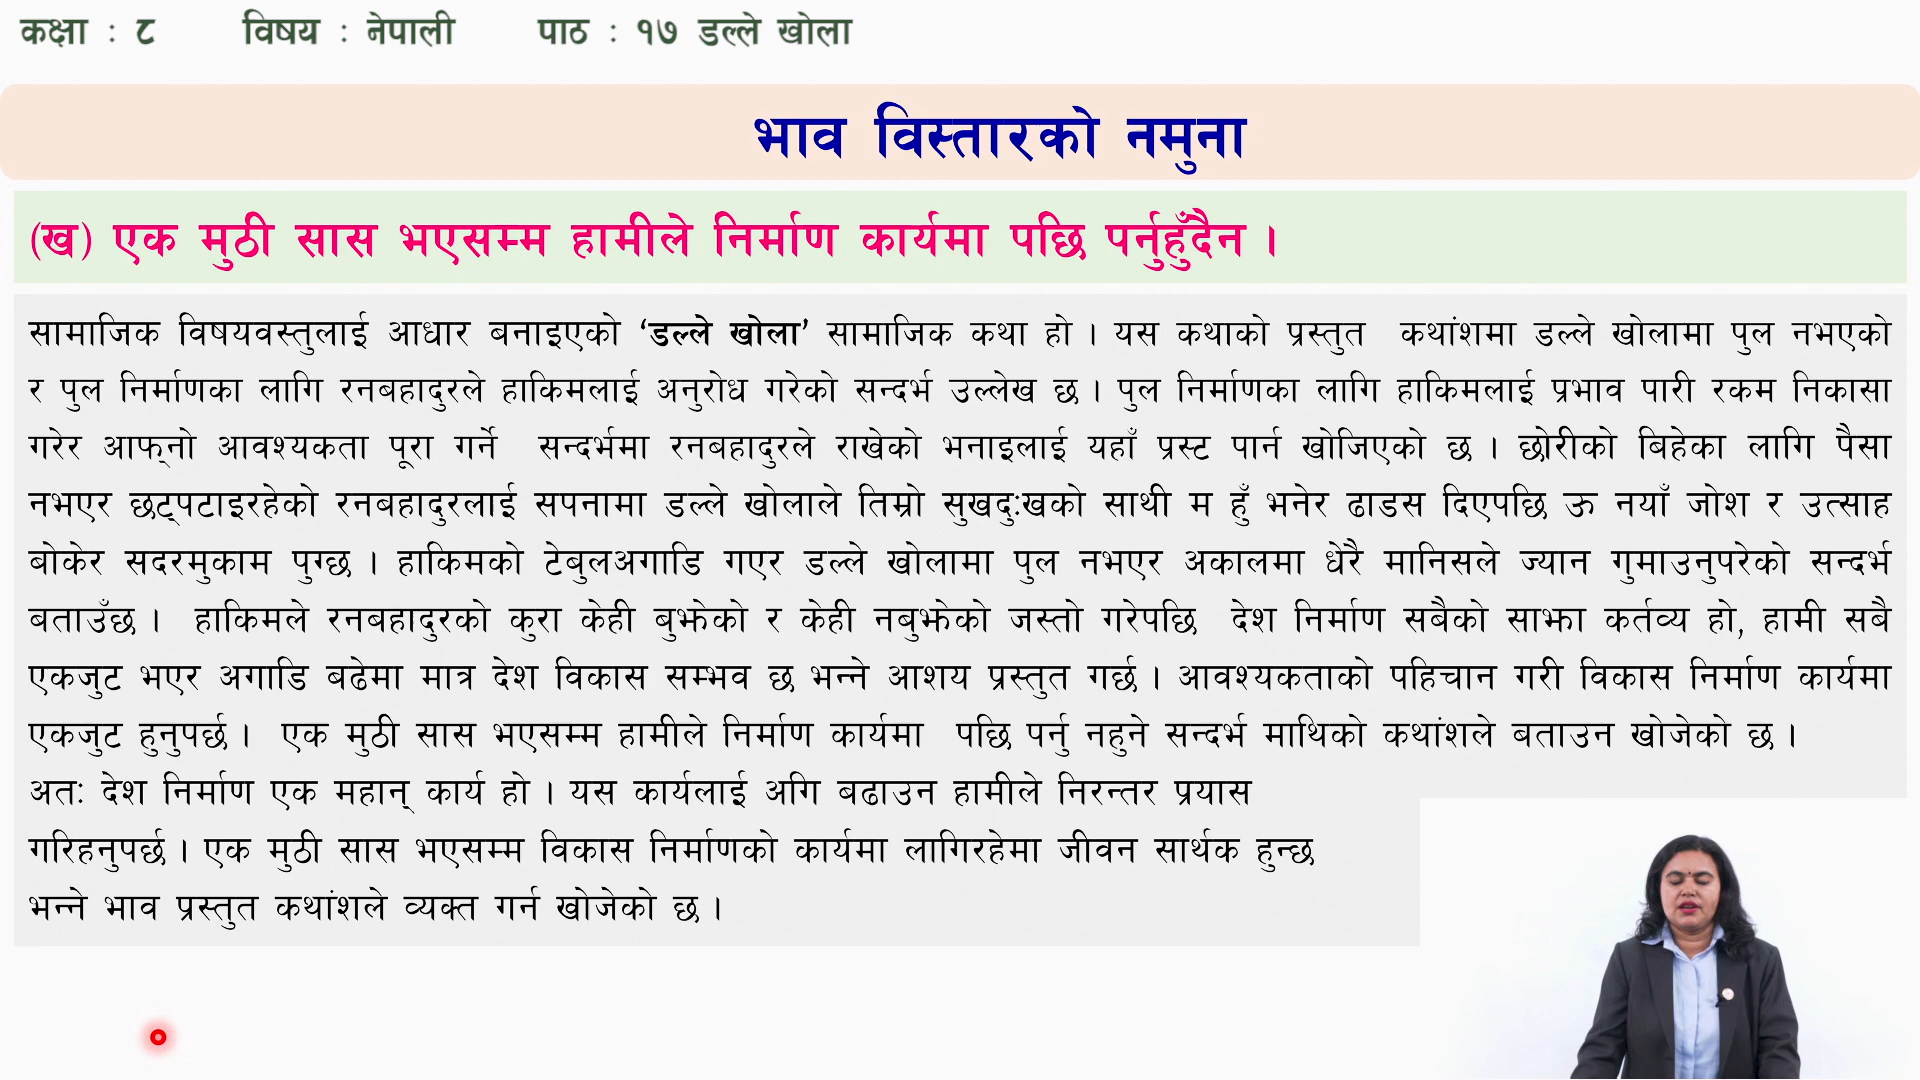 कक्षा : ८ विषय : नेपाली पाठ : १७ डल्ले खोला
भाव विस्तारको नमुना
(ख) एक मुठी सास भएसम्म हामीले निर्माण कार्यमा पछि पर्नुहुँदैन ।
सामाजिक विषयवस्तुलाई आधार बनाइएको ‘डल्ले खोला’ सामाजिक कथा हो । यस कथाको प्रस्तुत कथांशमा डल्ले खोलामा पुल नभएको
र पुल निर्माणका लागि रनबहादुरले हाकिमलाई अनुरोध गरेको सन्दर्भ उल्लेख छ । पुल निर्माणका लागि हाकिमलाई प्रभाव पारी रकम निकासा
गरेर आफ्‌नो आवश्यकता पूरा गर्ने सन्दर्भमा रनबहादुरले राखेको भनाइलाई यहाँ प्रस्ट पार्न खोजिएको छ । छोरीको बिहेका लागि पैसा
नभएर छट्पटाइरहेको रनबहादुरलाई सपनामा डल्ले खोलाले तिम्रो सुखदुःखको साथी म हुँ भनेर ढाडस दिएपछि ऊ नयाँ जोश र उत्साह
बोकेर सदरमुकाम पुग्छ । हाकिमको टेबुलअगाडि गएर डल्ले खोलामा पुल नभएर अकालमा धेरै मानिसले ज्यान गुमाउनुपरेको सन्दर्भ
बताउँछ । हाकिमले रनबहादुरको कुरा केही बुझेको र केही नबुझेको जस्तो गरेपछि देश निर्माण सबैको साझा कर्तव्य हो, हामी सबै
एकजुट भएर अगाडि बढेमा मात्र देश विकास सम्भव छ भन्ने आशय प्रस्तुत गर्छ । आवश्यकताको पहिचान गरी विकास निर्माण कार्यमा
एकजुट हुनुपर्छ । एक मुठी सास भएसम्म हामीले निर्माण कार्यमा पछि पर्नु नहुने सन्दर्भ माथिको कथांशले बताउन खोजेको छ ।
अतः देश निर्माण एक महान् कार्य हो । यस कार्यलाई अगि बढाउन हामीले निरन्तर प्रयास
गरिहनुपर्छ । एक मुठी सास भएसम्म विकास निर्माणको कार्यमा लागिरहेमा जीवन सार्थक हुन्छ
भन्ने भाव प्रस्तुत कथांशले व्यक्त गर्न खोजेको छ ।